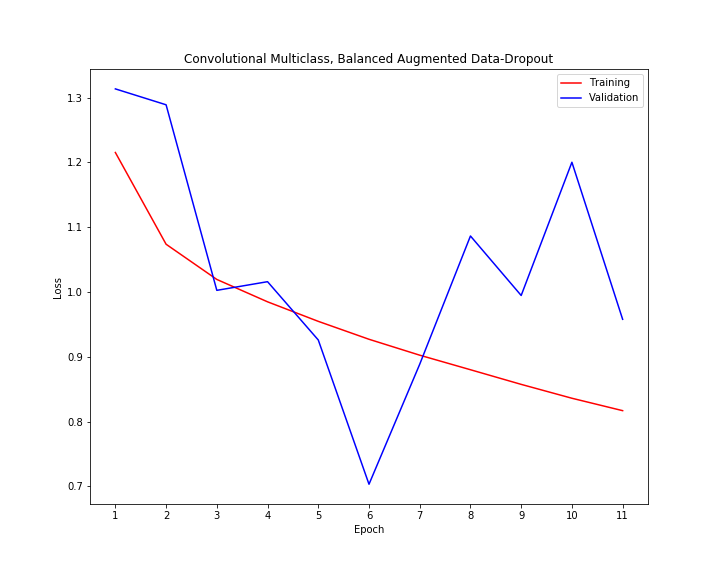 Convolutional Multiclass, Balanced Augmented Data-Dropout
Training
Validation
Loss
1.3
1.2
1.1
1.0
0.9
0.8
0.7
1 2 3 4 5 6 7 8 9 10 11
Epoch